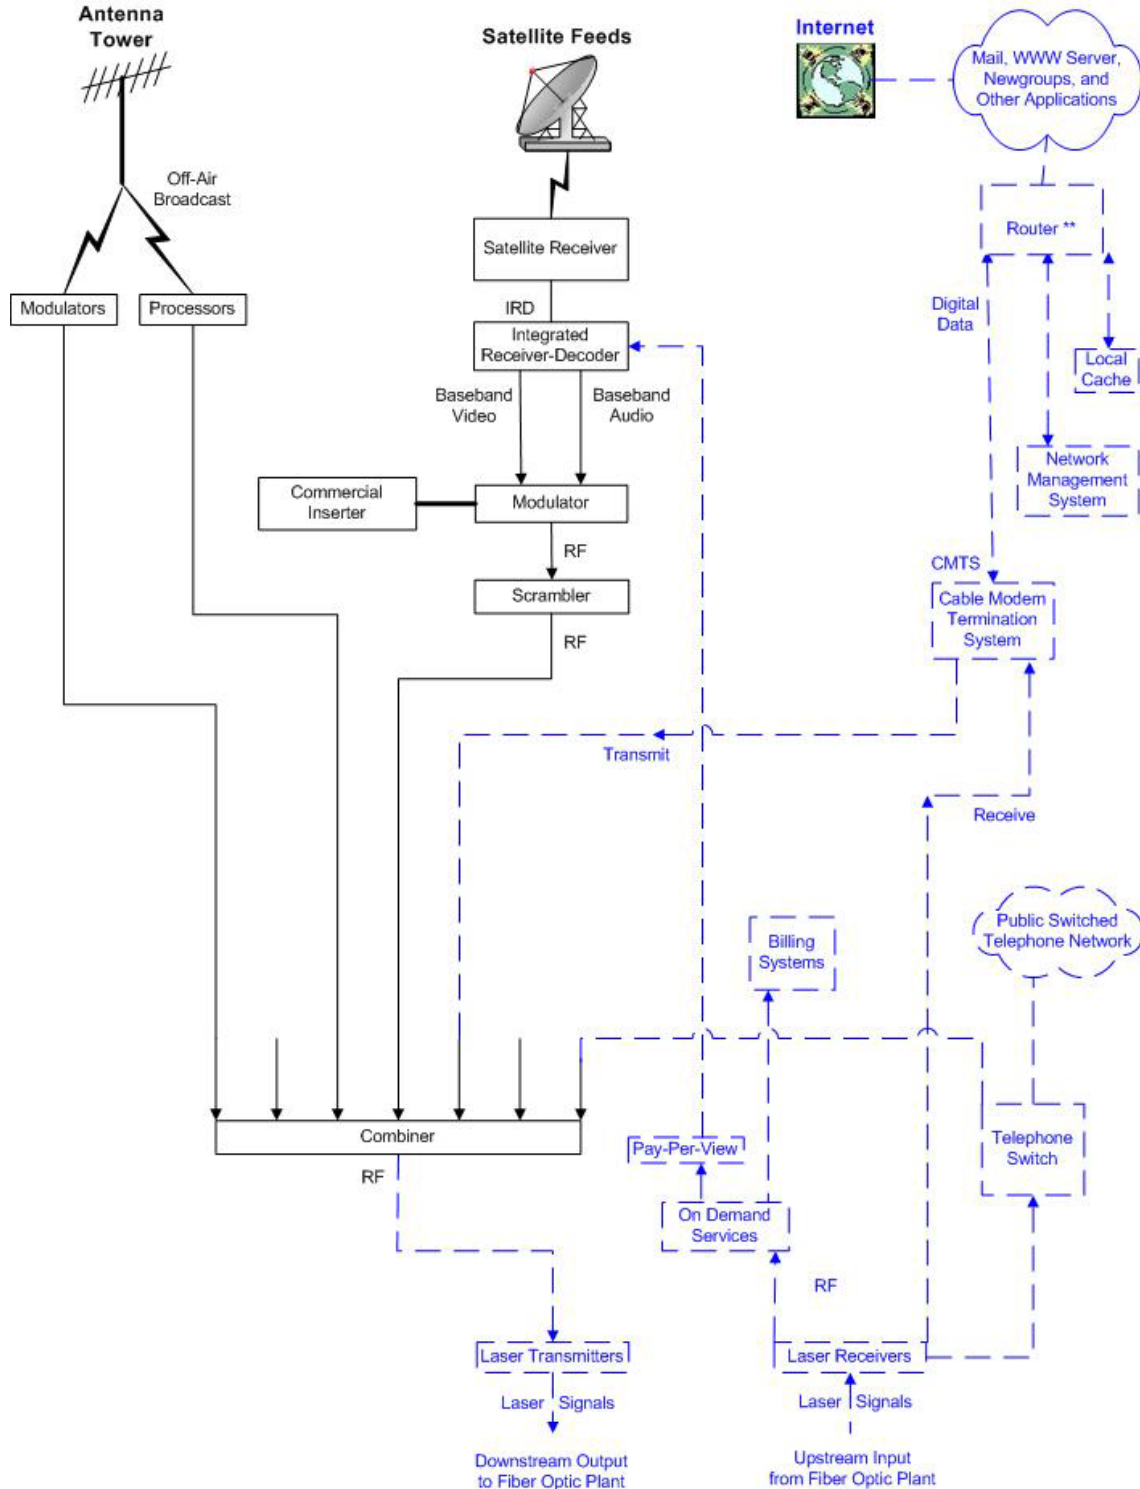 Antenna
Tower
Satellite Feeds
Internet
Mail, WWW Server,
Newgroups, and
Other Applications
Off-Air
Broadcast
Router **
Satellite Receiver
Modulators
Processors
IRD
Digital
Data
Integrated
Receiver-Decoder
Local
Cache
Baseband
Video
Baseband
Audio
Network
Management
System
Commercial
Inserter
Modulator
RF
CMTS
Scrambler
Cable Modem
Termination
System
RF
Transmit
Receive
Public Switched
Telephone Network
Billing
Systems
Combiner
Pay-Per-View
Telephone
Switch
RF
On Demand
Services
RF
Laser Transmitters
Laser Receivers
Laser Signals
Laser Signals
Downstream Output
to Fiber Optic Plant
Upstream Input
from Fiber Optic Plant